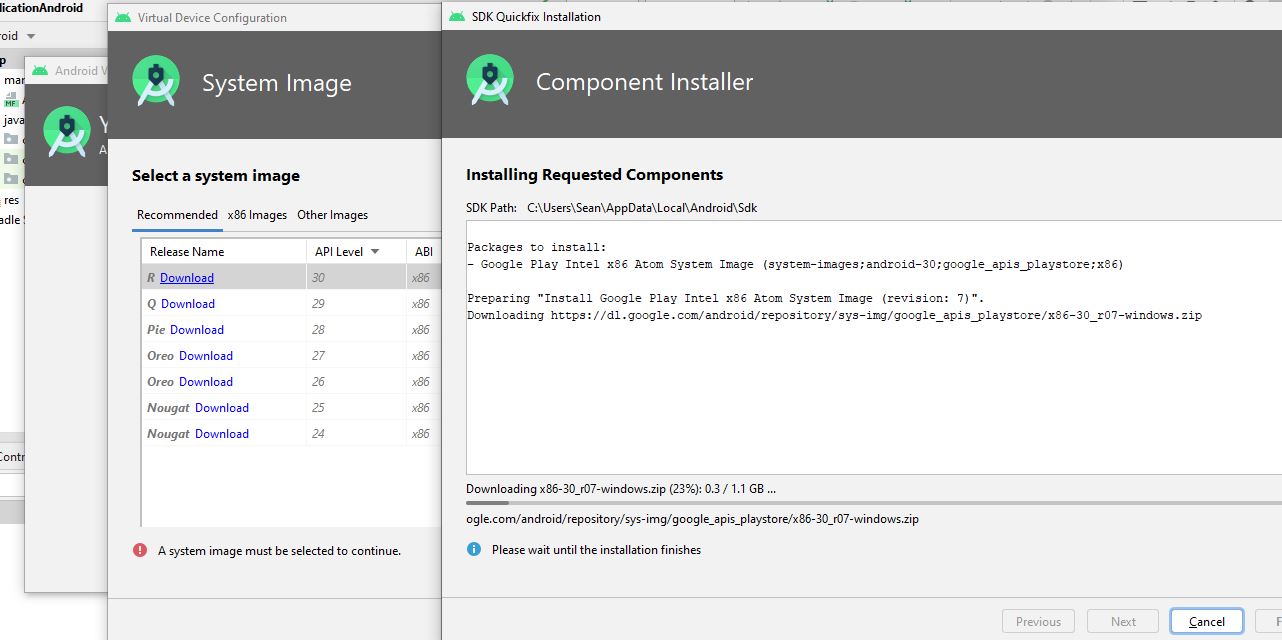 licationAndroid
roid
Virtual Device Configuration
SDK Quickfix Installation
Android V
System Image
Component Installer
mar
MF
java
Y
A
res
adle S
Contr
Select a system image
Recommended x86 Images Other Images
Release Name API Level ABI
R Download 30 x86
Q Download 29 x86
Pie Download 28 x86
Oreo Download 27 x86
Oreo Download 26 x86
Nougat Download 25 x86
Nougat Download 24 x86
A system image must be selected to continue.
Installing Requested Components
SDK Path: C:\Users\Sean\AppData\Local\Android\Sdk
Packages to install:
- Google Play Intel x86 Atom System Image (system-images;android-30;google_apis_playstore;x86)
Preparing "Install Google Play Intel x86 Atom System Image (revision: 7)".
Downloading https://dl.google.com/android/repository/sys-img/google_apis_playstore/x86-30_r07-windows.zip
Downloading x86-30_r07-windows.zip (23%): 0.3 / 1.1 GB ...
ogle.com/android/repository/sys-img/google_apis_playstore/x86-30_r07-windows.zip
Please wait until the installation finishes
Previous Next Cancel F